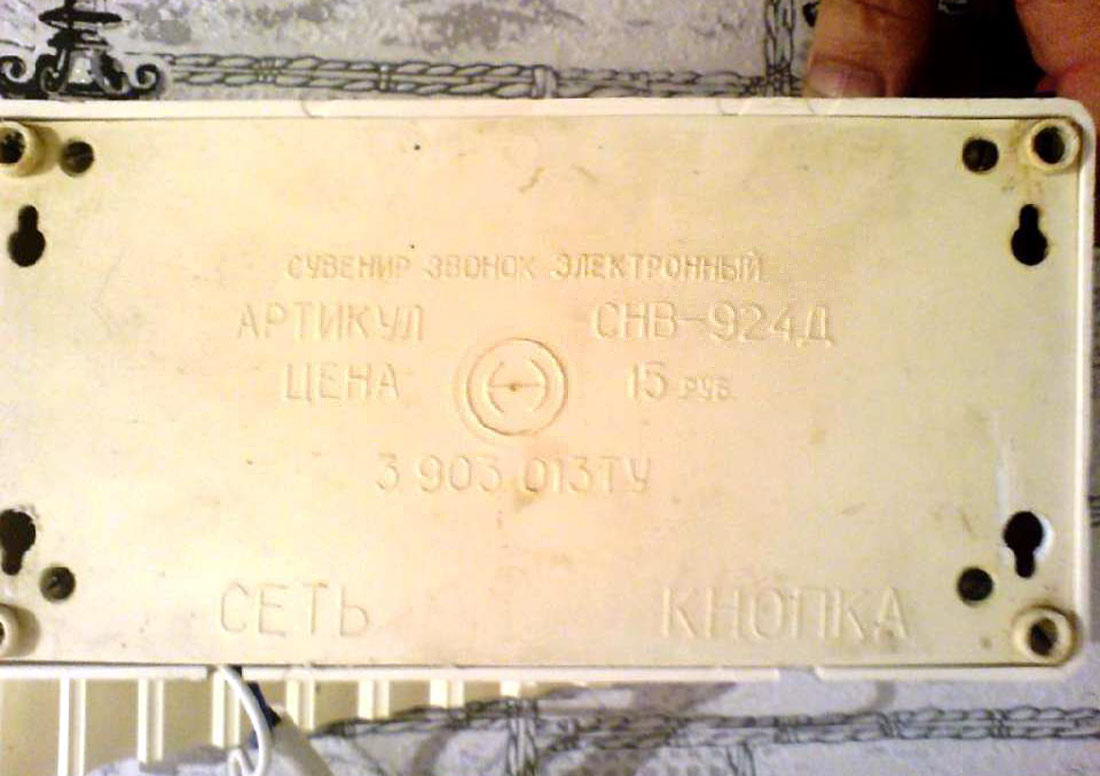 СУВЕНИР ЗВОНОК ЭЛЕКТРОННЫЙ
АРТИКУЛ СНВ-924Д
ЦЕНА 15 РУБ.
3 903 013ТУ
СЕТЬ КНОПКА